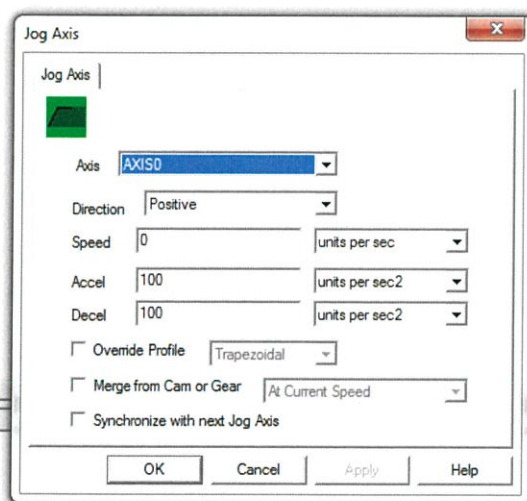 Jog Axis
Jog Axis
Axis AXIS0
Direction Positive
Speed 0 units per sec
Accel 100 units per sec2
Decel 100 units per sec2
Override Profile Trapezoidal
Merge from Cam or Gear At Current Speed
Synchronize with next Jog Axis
OK Cancel Apply Help